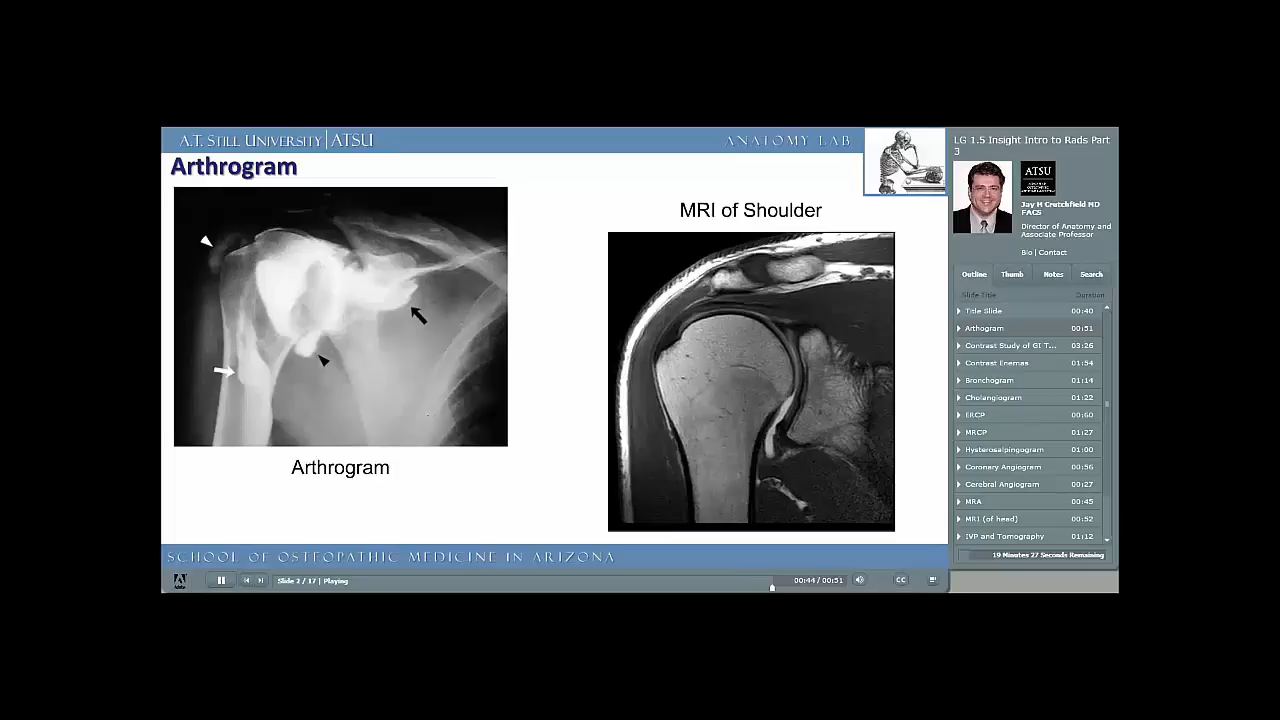 A.T. STILL UNIVERSITY | ATSU
ANATOMY LAB
Arthrogram
MRI of Shoulder
Arthrogram
SCHOOL OF OSTEOPATHIC MEDICINE IN ARIZONA
Slide 2 / 17 | Playing
00:44 / 00:51
CC
LG 1.5 Insight Intro to Rads Part
3
ATSU
Jay M Crutchfield MD
FACS
Director of Anatomy and
Associate Professor
Bio | Contact
Outline Thumb Notes Search
Slide Title Duration
Title Slide 00:40
Arthogram 00:51
Contrast Study of GI T... 03:26
Contrast Enemas 01:54
Bronchogram 01:14
Cholangiogram 01:22
ERCP 00:60
MRCP 01:27
Hysterosalpingogram 01:00
Coronary Angiogram 00:56
Cerebral Angiogram 00:27
MRA 00:45
MRI (of head) 00:52
IVP and Tomography 01:12
19 Minutes 27 Seconds Remaining